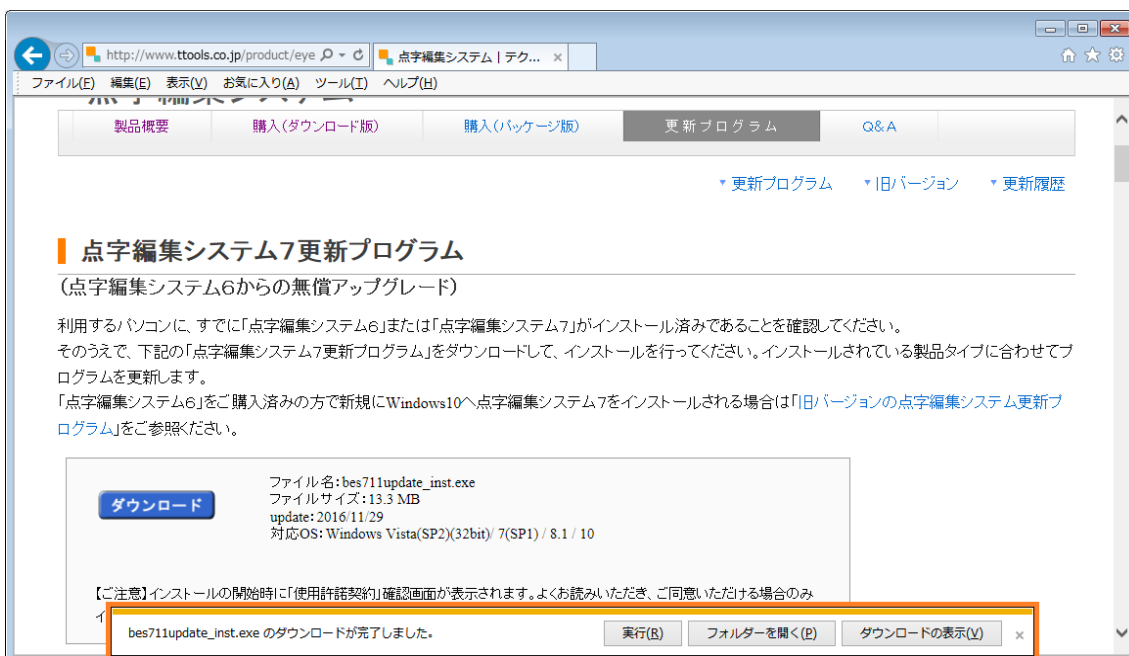 http://www.ttools.co.jp/product/eye
点字編集システム | テク... ×
ファイル(F) 編集(E) 表示(V) お気に入り(A) ツール(T) ヘルプ(H)
点字編集システム
製品概要 購入(ダウンロード版) 購入(パッケージ版) 更新プログラム Q&A
更新プログラム 旧バージョン 更新履歴
点字編集システム7更新プログラム
(点字編集システム6からの無償アップグレード)
利用するパソコンに、すでに「点字編集システム6」または「点字編集システム7」がインストール済みであることを確認してください。
そのうえで、下記の「点字編集システム7更新プログラム」をダウンロードして、インストールを行ってください。インストールされている製品タイプに合わせてプ
ログラムを更新します。
「点字編集システム6」をご購入済みの方で新規にWindows10へ点字編集システム7をインストールされる場合は「旧バージョンの点字編集システム更新プ
ログラム」をご参照ください。
ダウンロード
ファイル名:bes711update_inst.exe
ファイルサイズ:13.3 MB
update:2016/11/29
対応OS:Windows Vista(SP2)(32bit)/ 7(SP1) / 8.1 / 10
【ご注意】インストールの開始時に「使用許諾契約」確認画面が表示されます。よくお読みいただき、ご同意いただける場合のみ
bes711update_inst.exe のダウンロードが完了しました。
実行(R) フォルダーを開く(P) ダウンロードの表示(V) ×